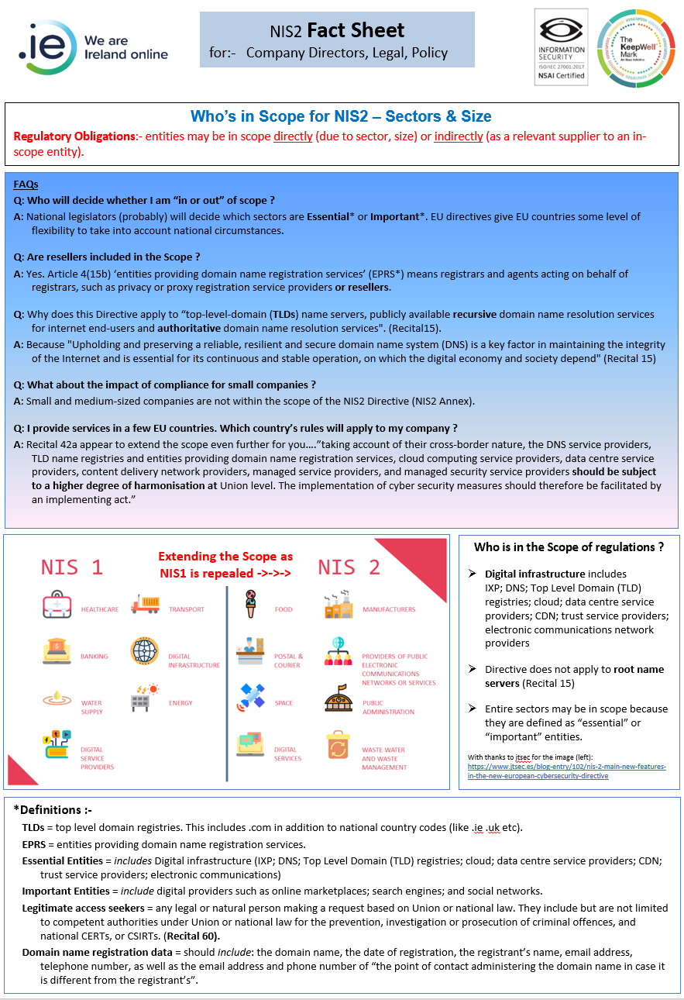 .ie
We are
Ireland online
NIS2 Fact Sheet
for:- Company Directors, Legal, Policy
INFORMATION
SECURITY
ISO/IEC 27001:2017
NSAI Certified
The
KeepWell
Mark
Who's in Scope for NIS2 – Sectors & Size
Regulatory Obligations:- entities may be in scope directly (due to sector, size) or indirectly (as a relevant supplier to an in-
scope entity).
FAQs
Q: Who will decide whether I am “in or out” of scope ?
A: National legislators (probably) will decide which sectors are Essential* or Important*. EU directives give EU countries some level of
flexibility to take into account national circumstances.
Q: Are resellers included in the Scope ?
A: Yes. Article 4(15b) ‘entities providing domain name registration services’ (EPRS*) means registrars and agents acting on behalf of
registrars, such as privacy or proxy registration service providers or resellers.
Q: Why does this Directive apply to “top-level-domain (TLDs) name servers, publicly available recursive domain name resolution services
for internet end-users and authoritative domain name resolution services". (Recital15).
A: Because "Upholding and preserving a reliable, resilient and secure domain name system (DNS) is a key factor in maintaining the integrity
of the Internet and is essential for its continuous and stable operation, on which the digital economy and society depend" (Recital 15)
Q: What about the impact of compliance for small companies ?
A: Small and medium-sized companies are not within the scope of the NIS2 Directive (NIS2 Annex).
Q: I provide services in a few EU countries. Which country’s rules will apply to my company ?
A: Recital 42a appear to extend the scope even further for you….”taking account of their cross-border nature, the DNS service providers,
TLD name registries and entities providing domain name registration services, cloud computing service providers, data centre service
providers, content delivery network providers, managed service providers, and managed security service providers should be subject
to a higher degree of harmonisation at Union level. The implementation of cyber security measures should therefore be facilitated by
an implementing act.”
NIS 1
Extending the Scope as
NIS1 is repealed ->->->
NIS 2
HEALTHCARE
TRANSPORT
FOOD
MANUFACTURERS
BANKING
DIGITAL
INFRASTRUCTURE
POSTAL &
COURIER
PROVIDERS OF PUBLIC
ELECTRONIC
COMMUNICATIONS
NETWORKS OR SERVICES
WATER
SUPPLY
ENERGY
SPACE
PUBLIC
ADMINISTRATION
DIGITAL
SERVICE
PROVIDERS
DIGITAL
SERVICES
WASTE WATER
AND WASTE
MANAGEMENT
Who is in the Scope of regulations ?
➢ Digital infrastructure includes
IXP; DNS; Top Level Domain (TLD)
registries; cloud; data centre service
providers; CDN; trust service providers;
electronic communications network
providers
➢ Directive does not apply to root name
servers (Recital 15)
➢ Entire sectors may be in scope because
they are defined as “essential” or
“important” entities.
With thanks to jtsec for the image (left):
https://www.jtsec.es/blog-entry/102/nis-2-main-new-features-
in-the-new-european-cybersecurity-directive
*Definitions :-
TLDs = top level domain registries. This includes .com in addition to national country codes (like .ie .uk etc).
EPRS = entities providing domain name registration services.
Essential Entities = includes Digital infrastructure (IXP; DNS; Top Level Domain (TLD) registries; cloud; data centre service providers; CDN;
trust service providers; electronic communications)
Important Entities = include digital providers such as online marketplaces; search engines; and social networks.
Legitimate access seekers = any legal or natural person making a request based on Union or national law. They include but are not limited
to competent authorities under Union or national law for the prevention, investigation or prosecution of criminal offences, and
national CERTs, or CSIRTs. (Recital 60).
Domain name registration data = should include: the domain name, the date of registration, the registrant’s name, email address,
telephone number, as well as the email address and phone number of “the point of contact administering the domain name in case it
is different from the registrant’s”.